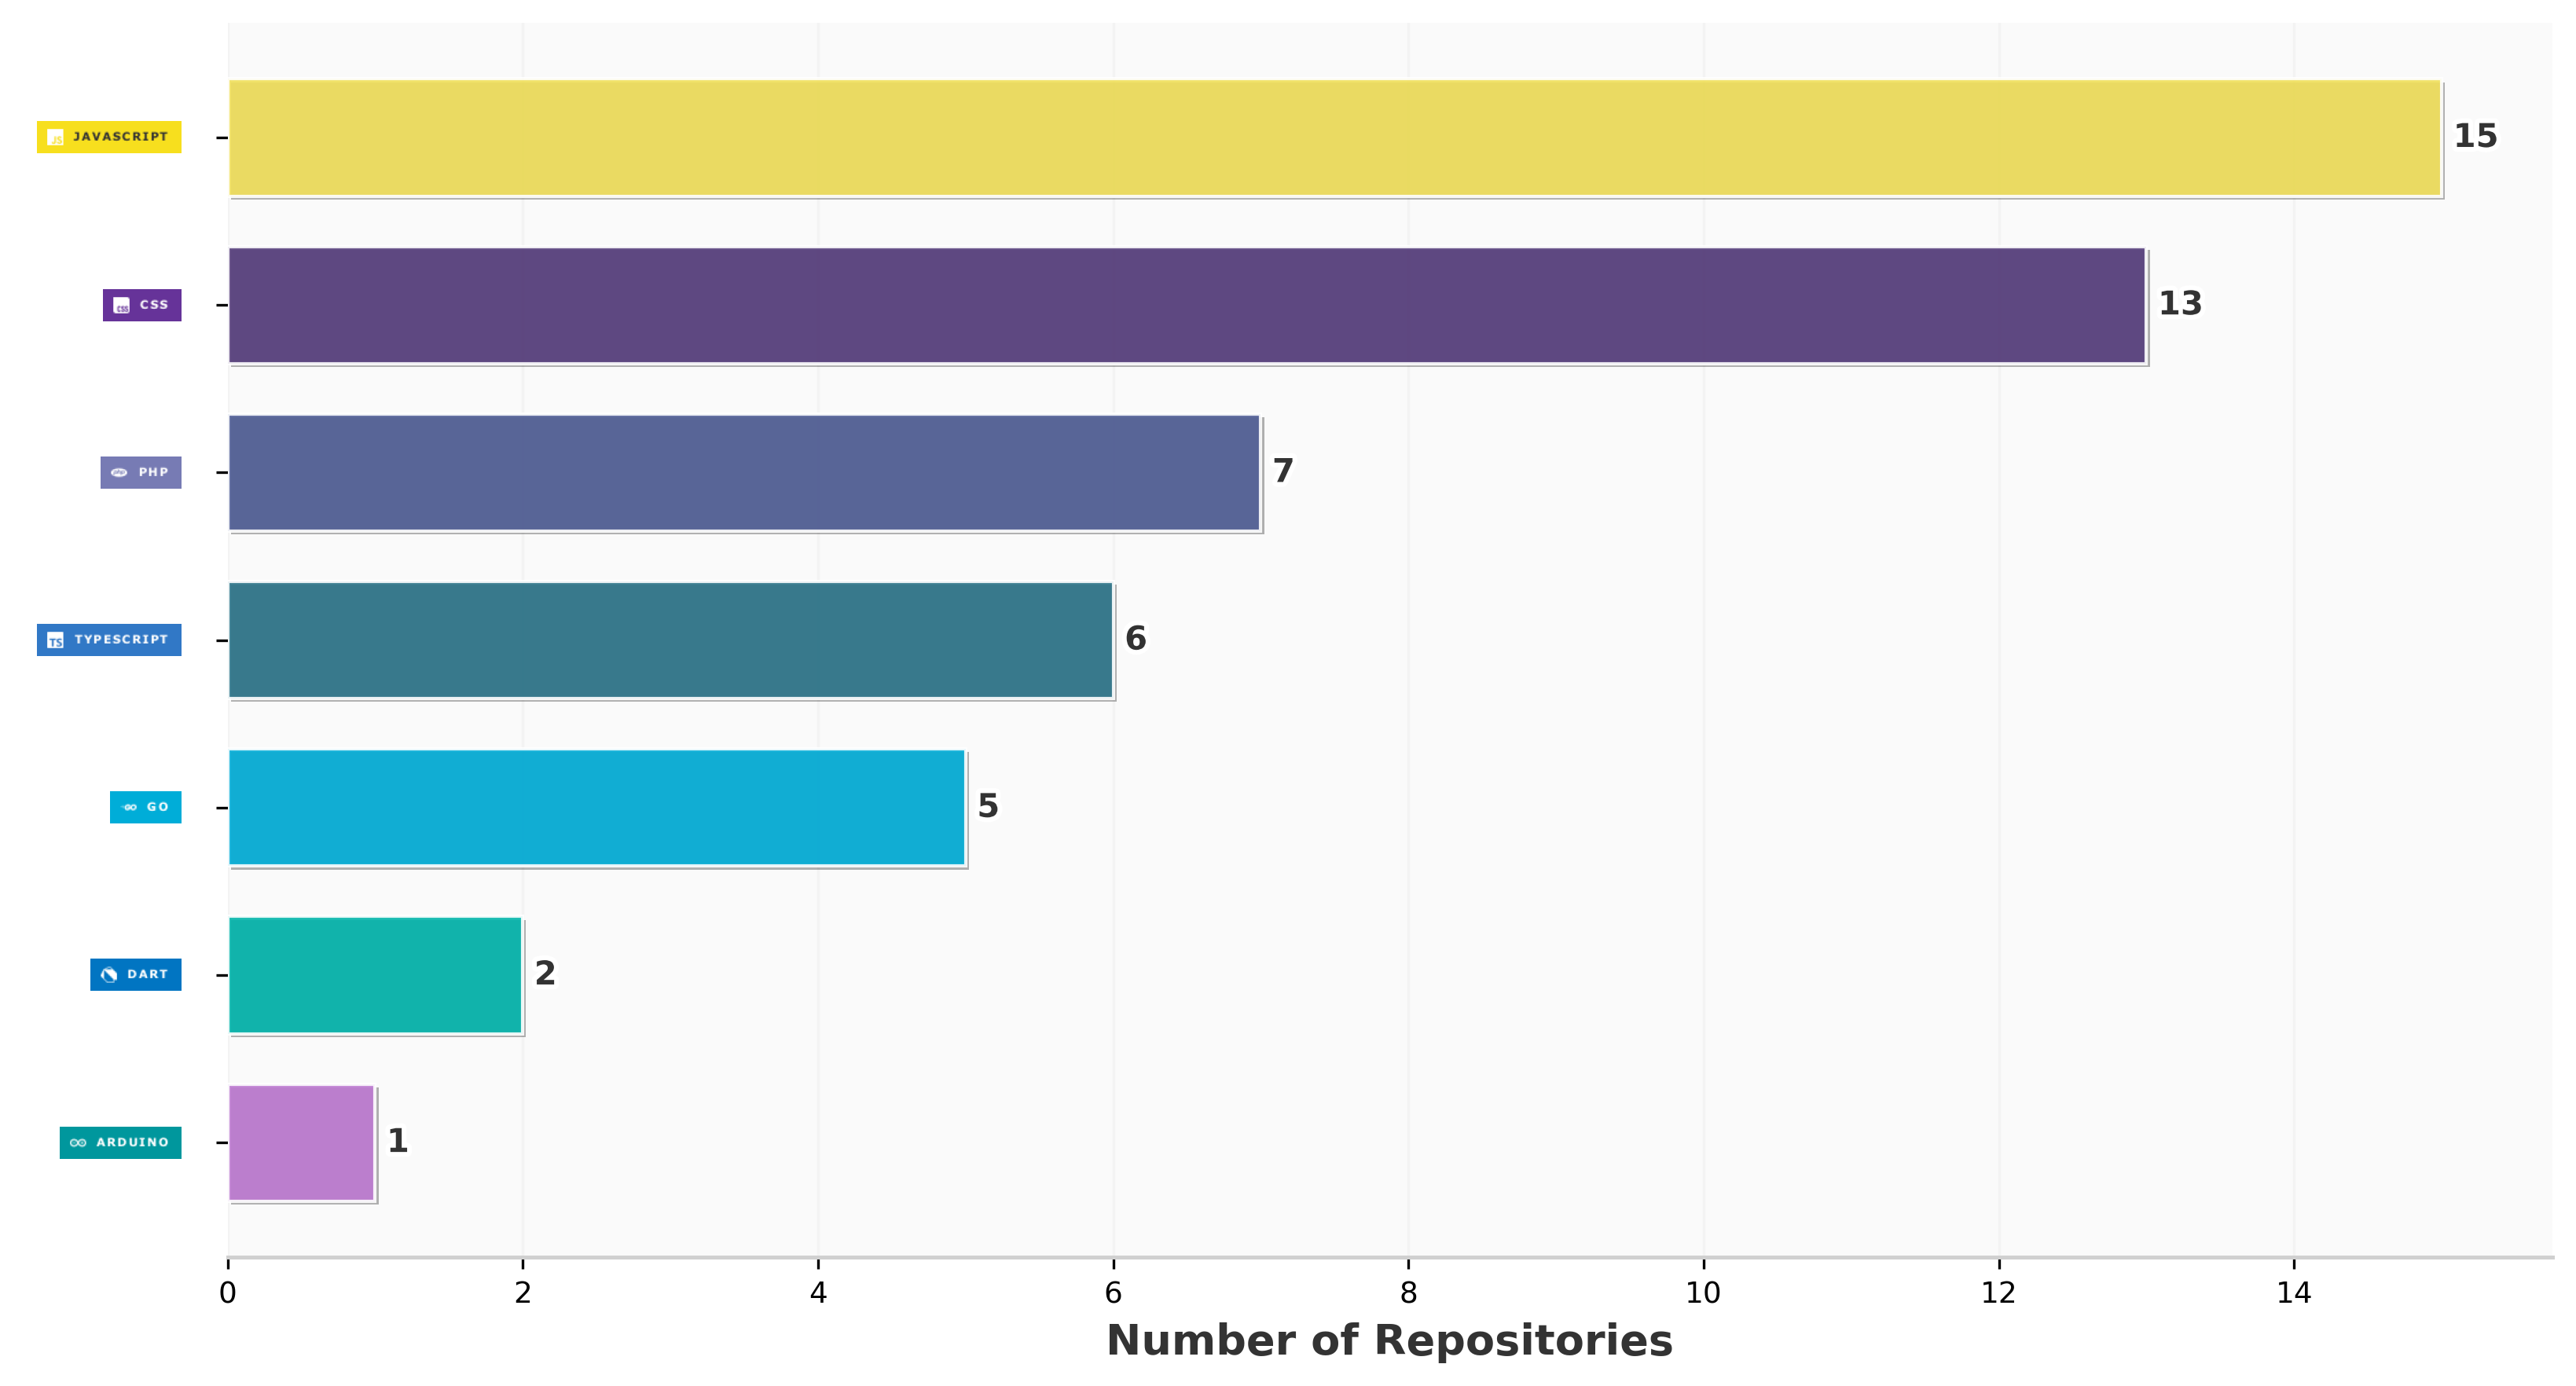 JAVASCRIPT
15
CSS
13
PHP
7
TS TYPESCRIPT
6
GO
5
DART
2
ARDUINO
1
0 2 4 6 8 10 12 14
Number of Repositories